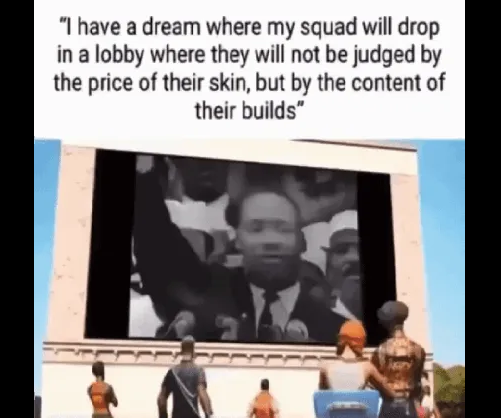 “I have a dream where my squad will drop
in a lobby where they will not be judged by
the price of their skin, but by the content of
their builds”